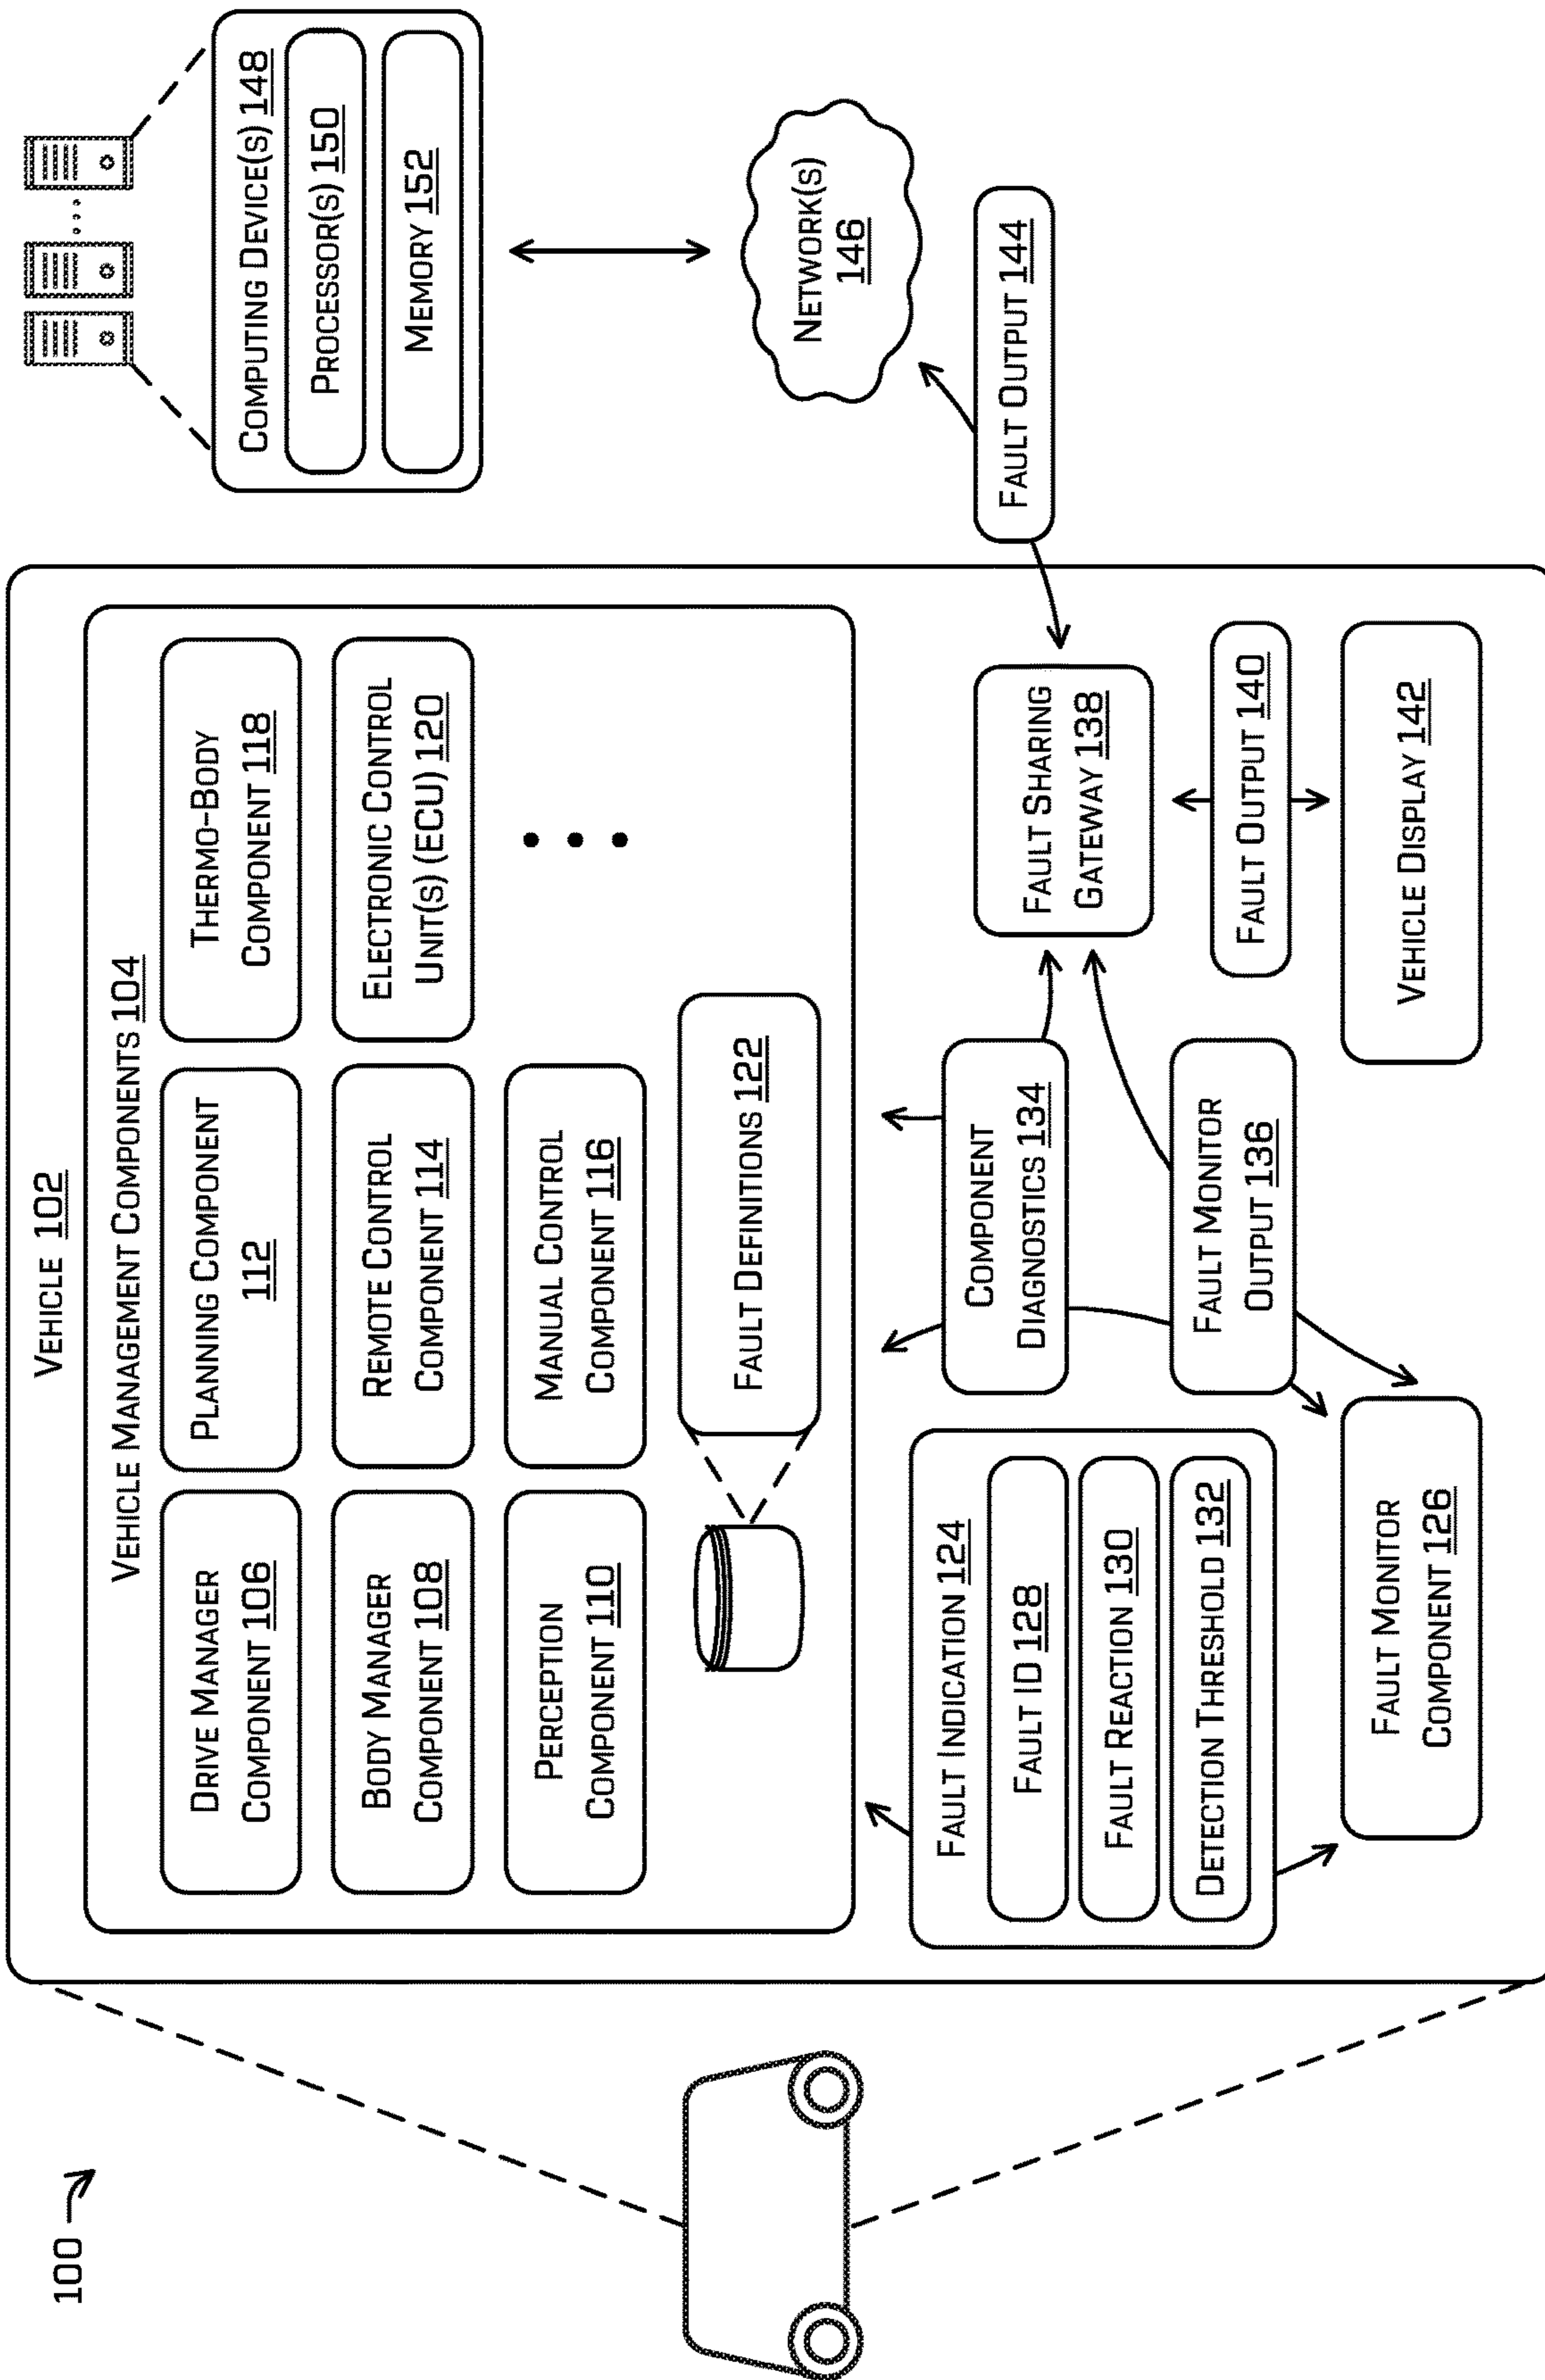 100
VEHICLE 102
VEHICLE MANAGEMENT COMPONENTS 104
DRIVE MANAGER
COMPONENT 106
PLANNING COMPONENT
112
THERMO-BODY
COMPONENT 118
BODY MANAGER
COMPONENT 108
REMOTE CONTROL
COMPONENT 114
ELECTRONIC CONTROL
UNIT(S) (ECU) 120
PERCEPTION
COMPONENT 110
MANUAL CONTROL
COMPONENT 116
FAULT DEFINITIONS 122
FAULT INDICATION 124
FAULT ID 128
FAULT REACTION 130
DETECTION THRESHOLD 132
COMPONENT
DIAGNOSTICS 134
FAULT MONITOR
OUTPUT 136
FAULT MONITOR
COMPONENT 126
FAULT SHARING
GATEWAY 138
FAULT OUTPUT 140
VEHICLE DISPLAY 142
COMPUTING DEVICE(S) 148
PROCESSOR(S) 150
MEMORY 152
NETWORK(S)
146
FAULT OUTPUT 144